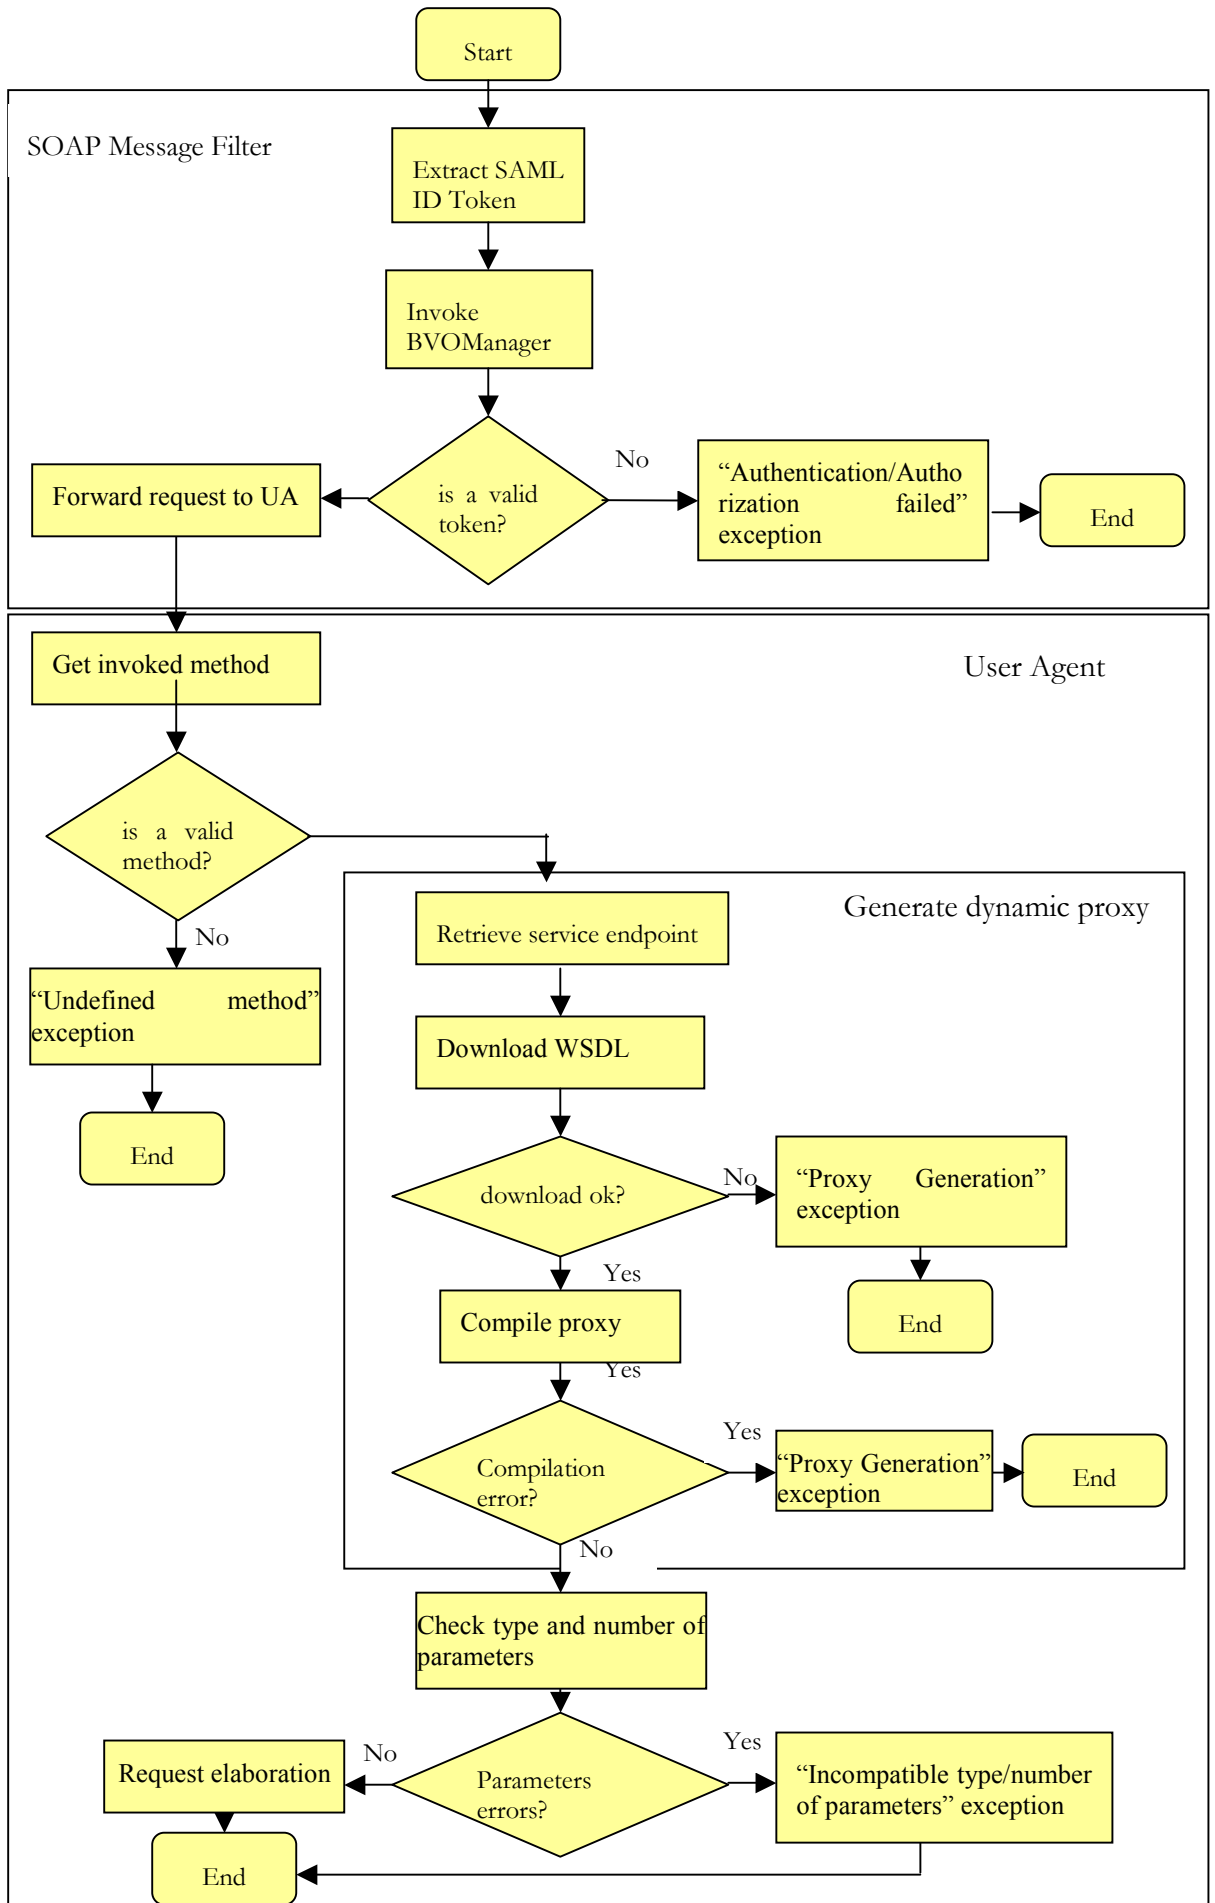 Start
SOAP Message Filter
Extract SAML
ID Token
Invoke
BVOManager
is a valid
token?
No
Forward request to UA
“Authentication/Autho
rization failed”
exception
End
Get invoked method
User Agent
is a valid
method?
No
“Undefined method”
exception
End
Generate dynamic proxy
Retrieve service endpoint
Download WSDL
download ok?
No
“Proxy Generation”
exception
End
Yes
Compile proxy
Yes
Compilation
error?
Yes
“Proxy Generation”
exception
End
No
Check type and number of
parameters
Parameters
errors?
No
Request elaboration
Yes
“Incompatible type/number
of parameters” exception
End